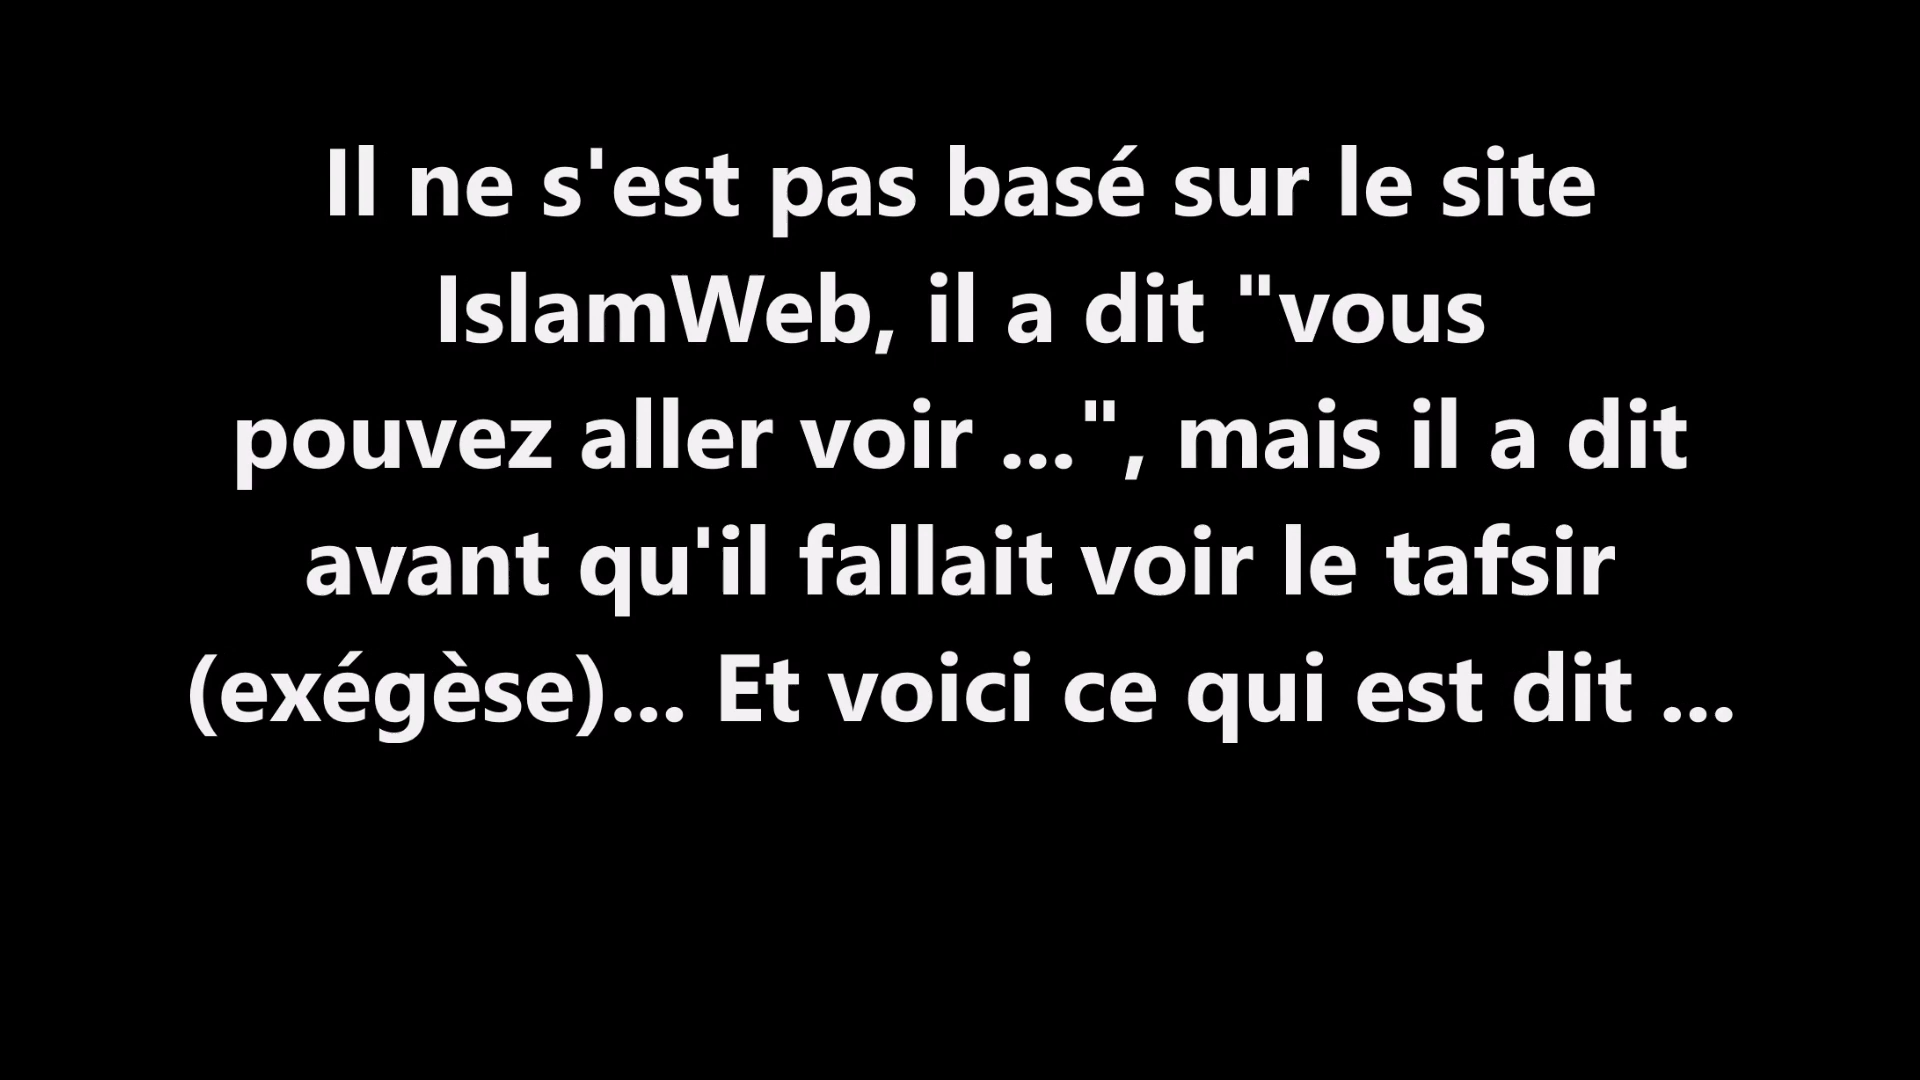 Il ne s'est pas basé sur le site
IslamWeb, il a dit "vous
pouvez aller voir ...", mais il a dit
avant qu'il fallait voir le tafsir
(exégèse)... Et voici ce qui est dit ...